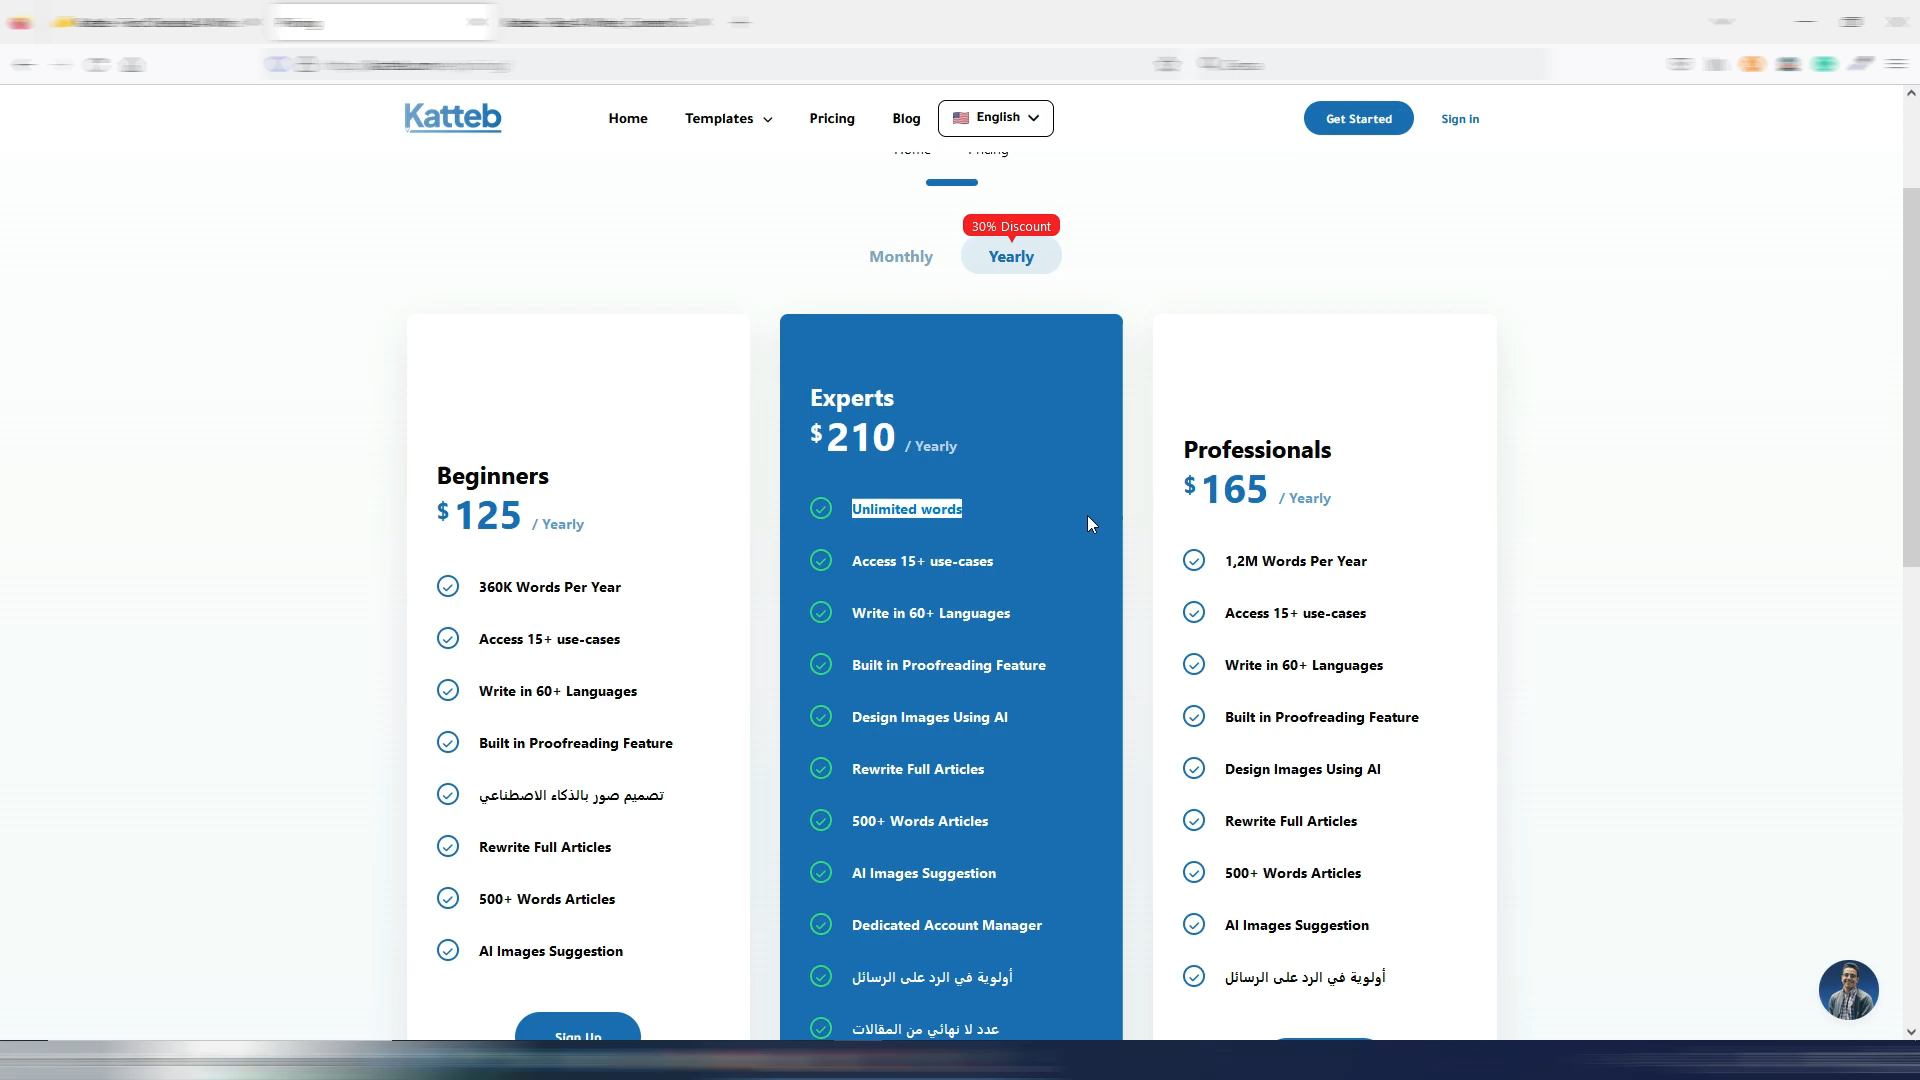 Katteb
Home
Templates
Pricing
Blog
English
Get Started
Sign in
30% Discount
Monthly
Yearly
Beginners
$125 / Yearly
360K Words Per Year
Access 15+ use-cases
Write in 60+ Languages
Built in Proofreading Feature
تصميم صور بالذكاء الاصطناعي
Rewrite Full Articles
500+ Words Articles
AI Images Suggestion
Sign Up
Experts
$210 / Yearly
Unlimited words
Access 15+ use-cases
Write in 60+ Languages
Built in Proofreading Feature
Design Images Using AI
Rewrite Full Articles
500+ Words Articles
AI Images Suggestion
Dedicated Account Manager
أولوية في الرد على الرسائل
عدد لا نهائي من المقالات
Professionals
$165 / Yearly
1,2M Words Per Year
Access 15+ use-cases
Write in 60+ Languages
Built in Proofreading Feature
Design Images Using AI
Rewrite Full Articles
500+ Words Articles
AI Images Suggestion
أولوية في الرد على الرسائل